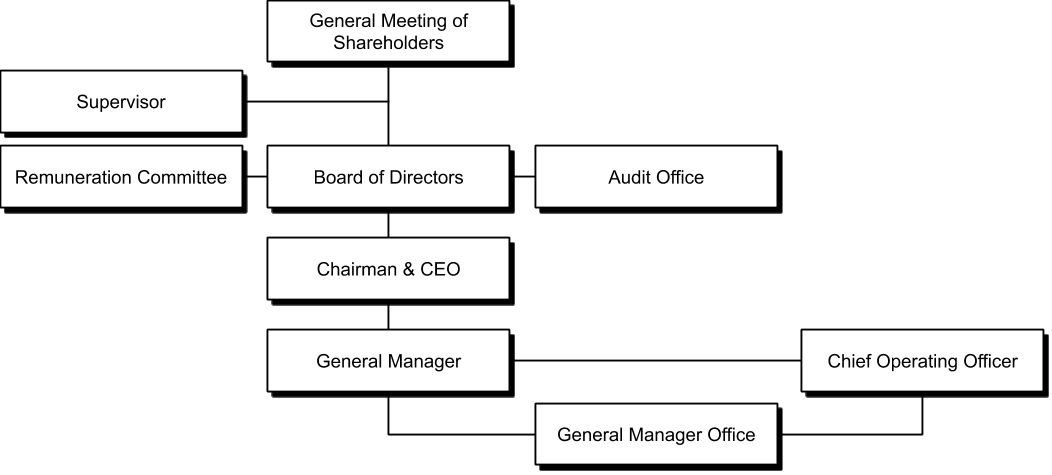 General Meeting of
Shareholders
Supervisor
Remuneration Committee
Board of Directors
Audit Office
Chairman & CEO
General Manager
Chief Operating Officer
General Manager Office